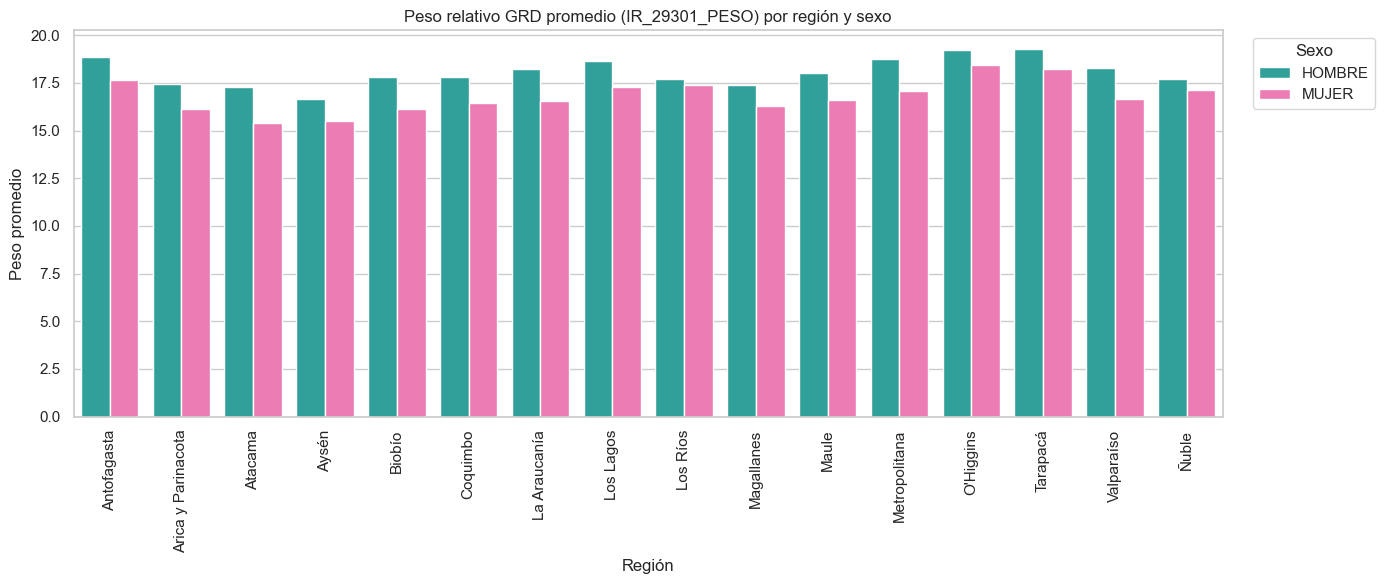 Peso relativo GRD promedio (IR_29301_PESO) por región y sexo
Peso promedio
20.0
17.5
15.0
12.5
10.0
7.5
5.0
2.5
0.0
Antofagasta
Arica y Parinacota
Atacama
Aysén
Biobío
Coquimbo
La Araucanía
Los Lagos
Los Ríos
Magallanes
Maule
Metropolitana
O'Higgins
Tarapacá
Valparaíso
Ñuble
Región
Sexo
HOMBRE
MUJER